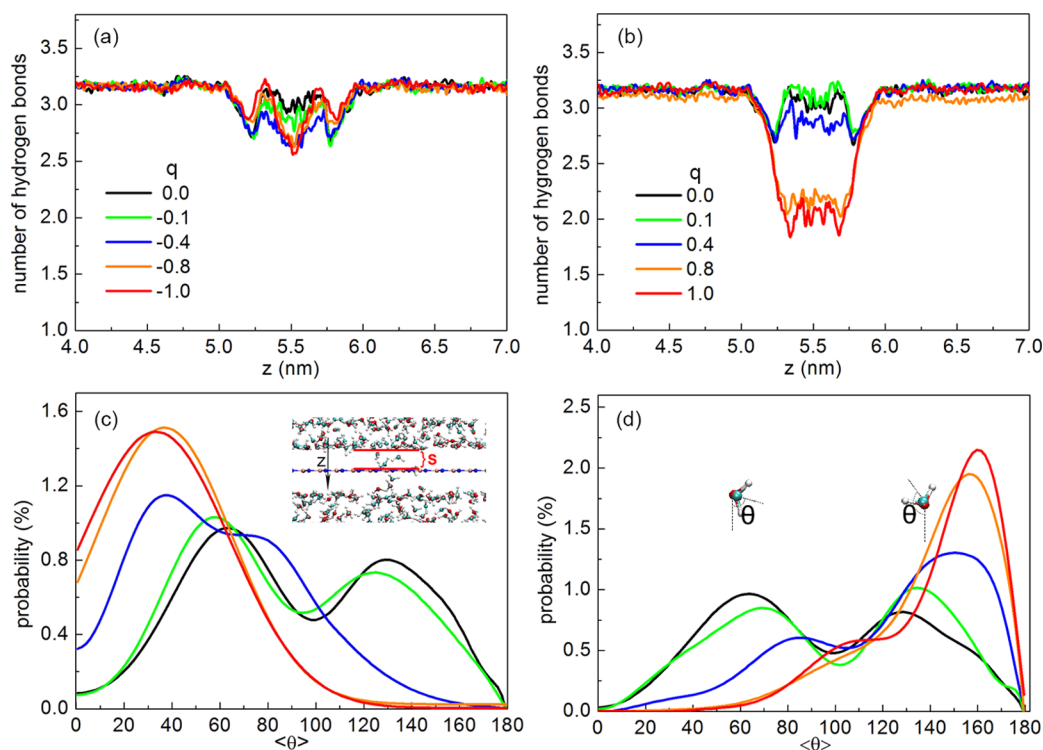 (a)
number of hydrogen bonds
3.5
3.0
2.5
2.0
1.5
1.0
q
0.0
-0.1
-0.4
-0.8
-1.0
4.0 4.5 5.0 5.5 6.0 6.5 7.0
z (nm)
(b)
number of hygrogen bonds
3.5
3.0
2.5
2.0
1.5
1.0
q
0.0
0.1
0.4
0.8
1.0
4.0 4.5 5.0 5.5 6.0 6.5 7.0
z (nm)
(c)
probability (%)
1.6
1.2
0.8
0.4
0.0
z
s
0 20 40 60 80 100 120 140 160 180
<θ>
(d)
probability (%)
2.5
2.0
1.5
1.0
0.5
0.0
θ
θ
0 20 40 60 80 100 120 140 160 180
<θ>